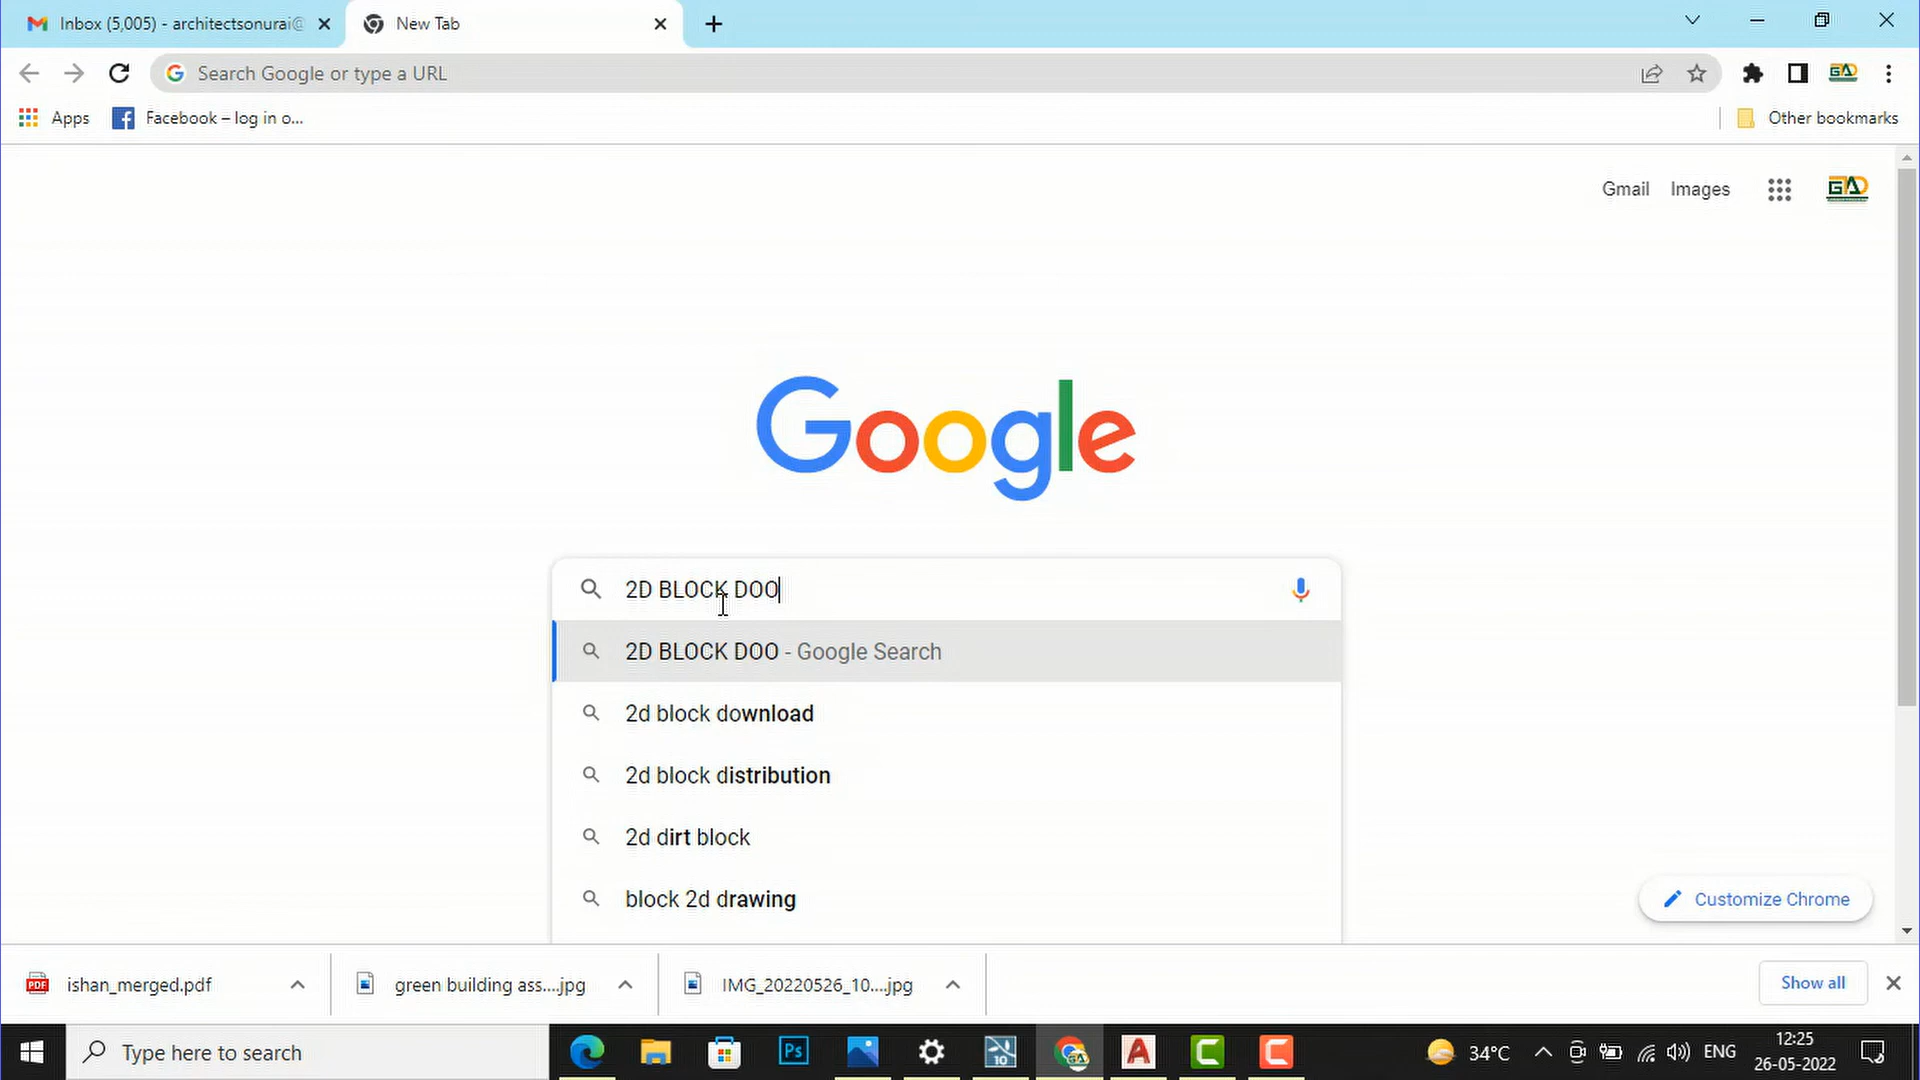 Inbox (5,005) - architectsonurai@
New Tab
Search Google or type a URL
Apps
Facebook – log in o...
Other bookmarks
Gmail
Images
GAD
Google
2D BLOCK DOO
2D BLOCK DOO - Google Search
2d block download
2d block distribution
2d dirt block
block 2d drawing
Customize Chrome
ishan_merged.pdf
green building ass....jpg
IMG_20220526_10....jpg
Show all
Type here to search
Ps
10
34°C
ENG
12:25
26-05-2022